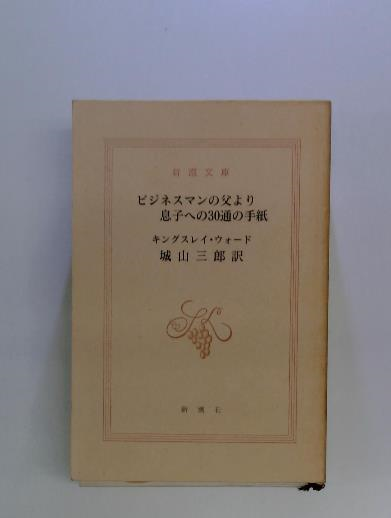 新潮文庫
ビジネスマンの父より
息子への30通の手紙
キングスレイ・ウォード
城山三郎訳
新潮社